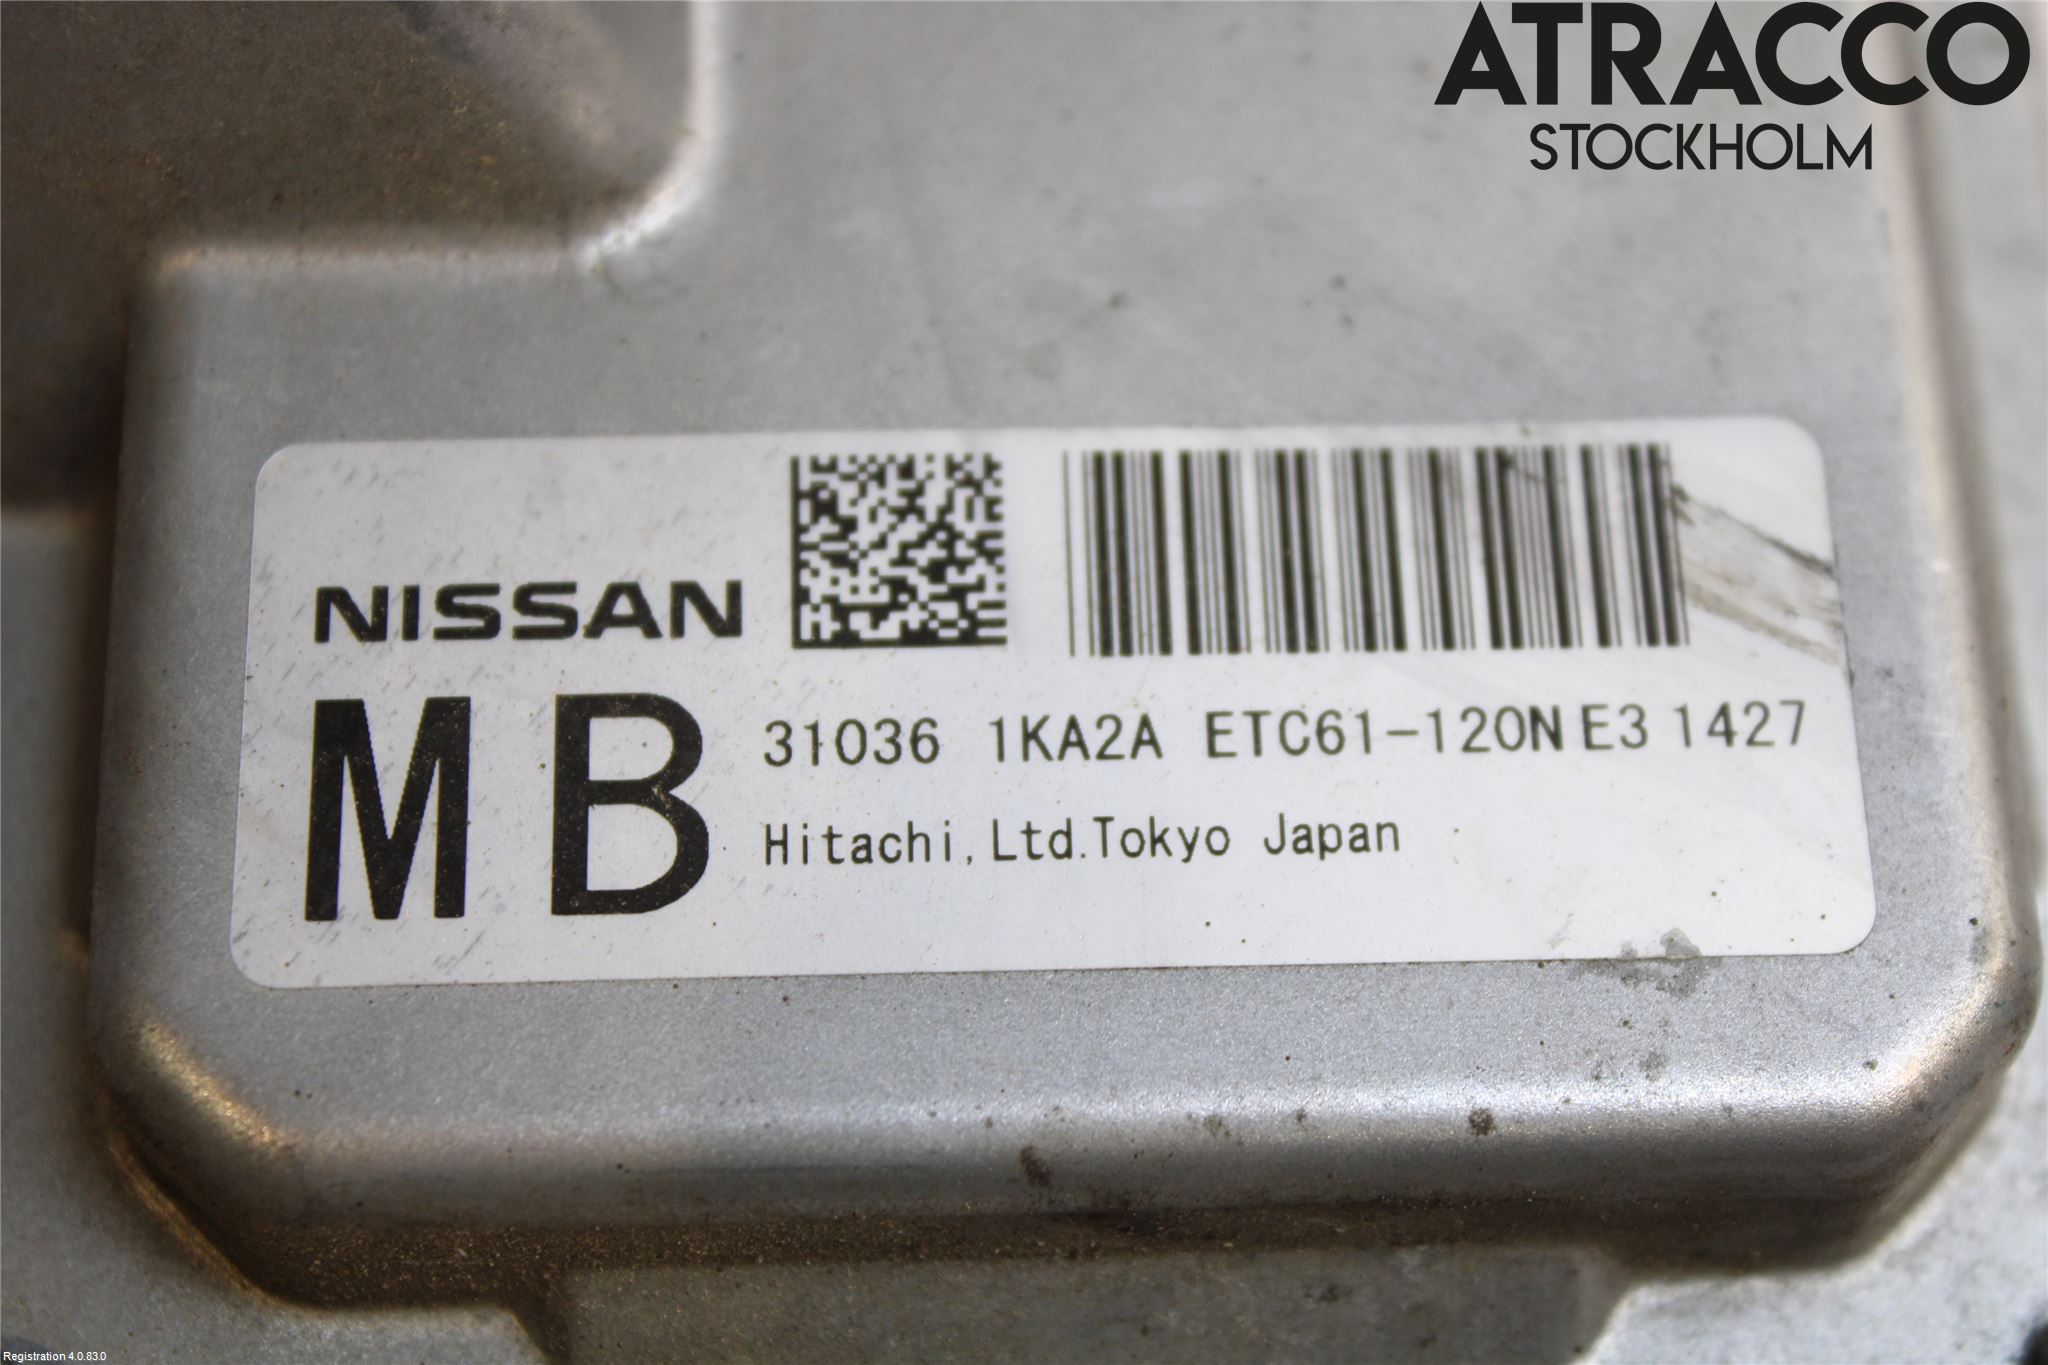 ATRACCO
STOCKHOLM
NISSAN
MB
31036 1KA2A ETC61-120N E3 1427
Hitachi, Ltd. Tokyo Japan
Registration 4.0.83.0